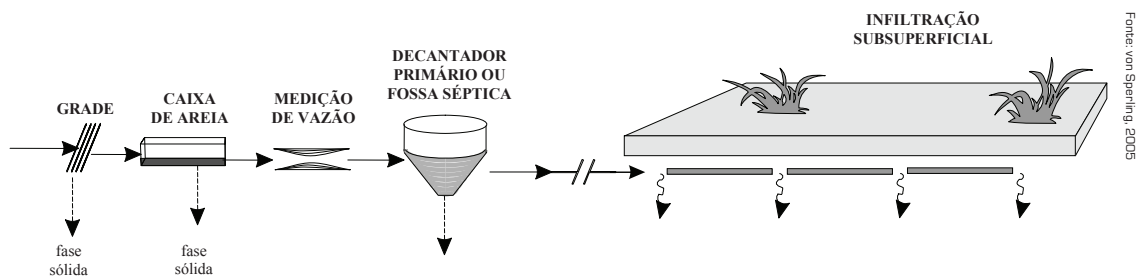 GRADE
CAIXA
DE AREIA
MEDIÇÃO
DE VAZÃO
DECANTADOR
PRIMÁRIO OU
FOSSA SÉPTICA
INFILTRAÇÃO
SUBSUPERFICIAL
fase
sólida
fase
sólida
Fonte: von Sperling, 2005